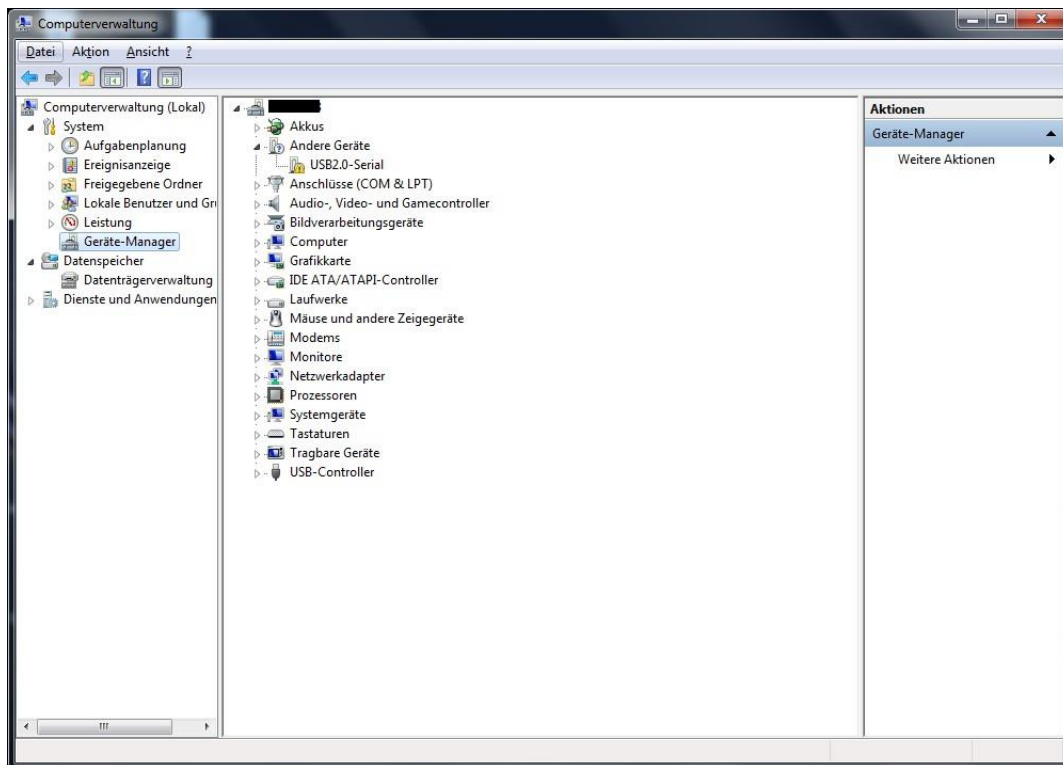 Computerverwaltung
Datei Aktion Ansicht ?
Computerverwaltung (Lokal)
System
Aufgabenplanung
Ereignisanzeige
Freigegebene Ordner
Lokale Benutzer und Gru
Leistung
Geräte-Manager
Datenspeicher
Datenträgerverwaltung
Dienste und Anwendungen
Akkus
Andere Geräte
USB2.0-Serial
Anschlüsse (COM & LPT)
Audio-, Video- und Gamecontroller
Bildverarbeitungsgeräte
Computer
Grafikkarte
IDE ATA/ATAPI-Controller
Laufwerke
Mäuse und andere Zeigegeräte
Modems
Monitore
Netzwerkadapter
Prozessoren
Systemgeräte
Tastaturen
Tragbare Geräte
USB-Controller
Aktionen
Geräte-Manager
Weitere Aktionen